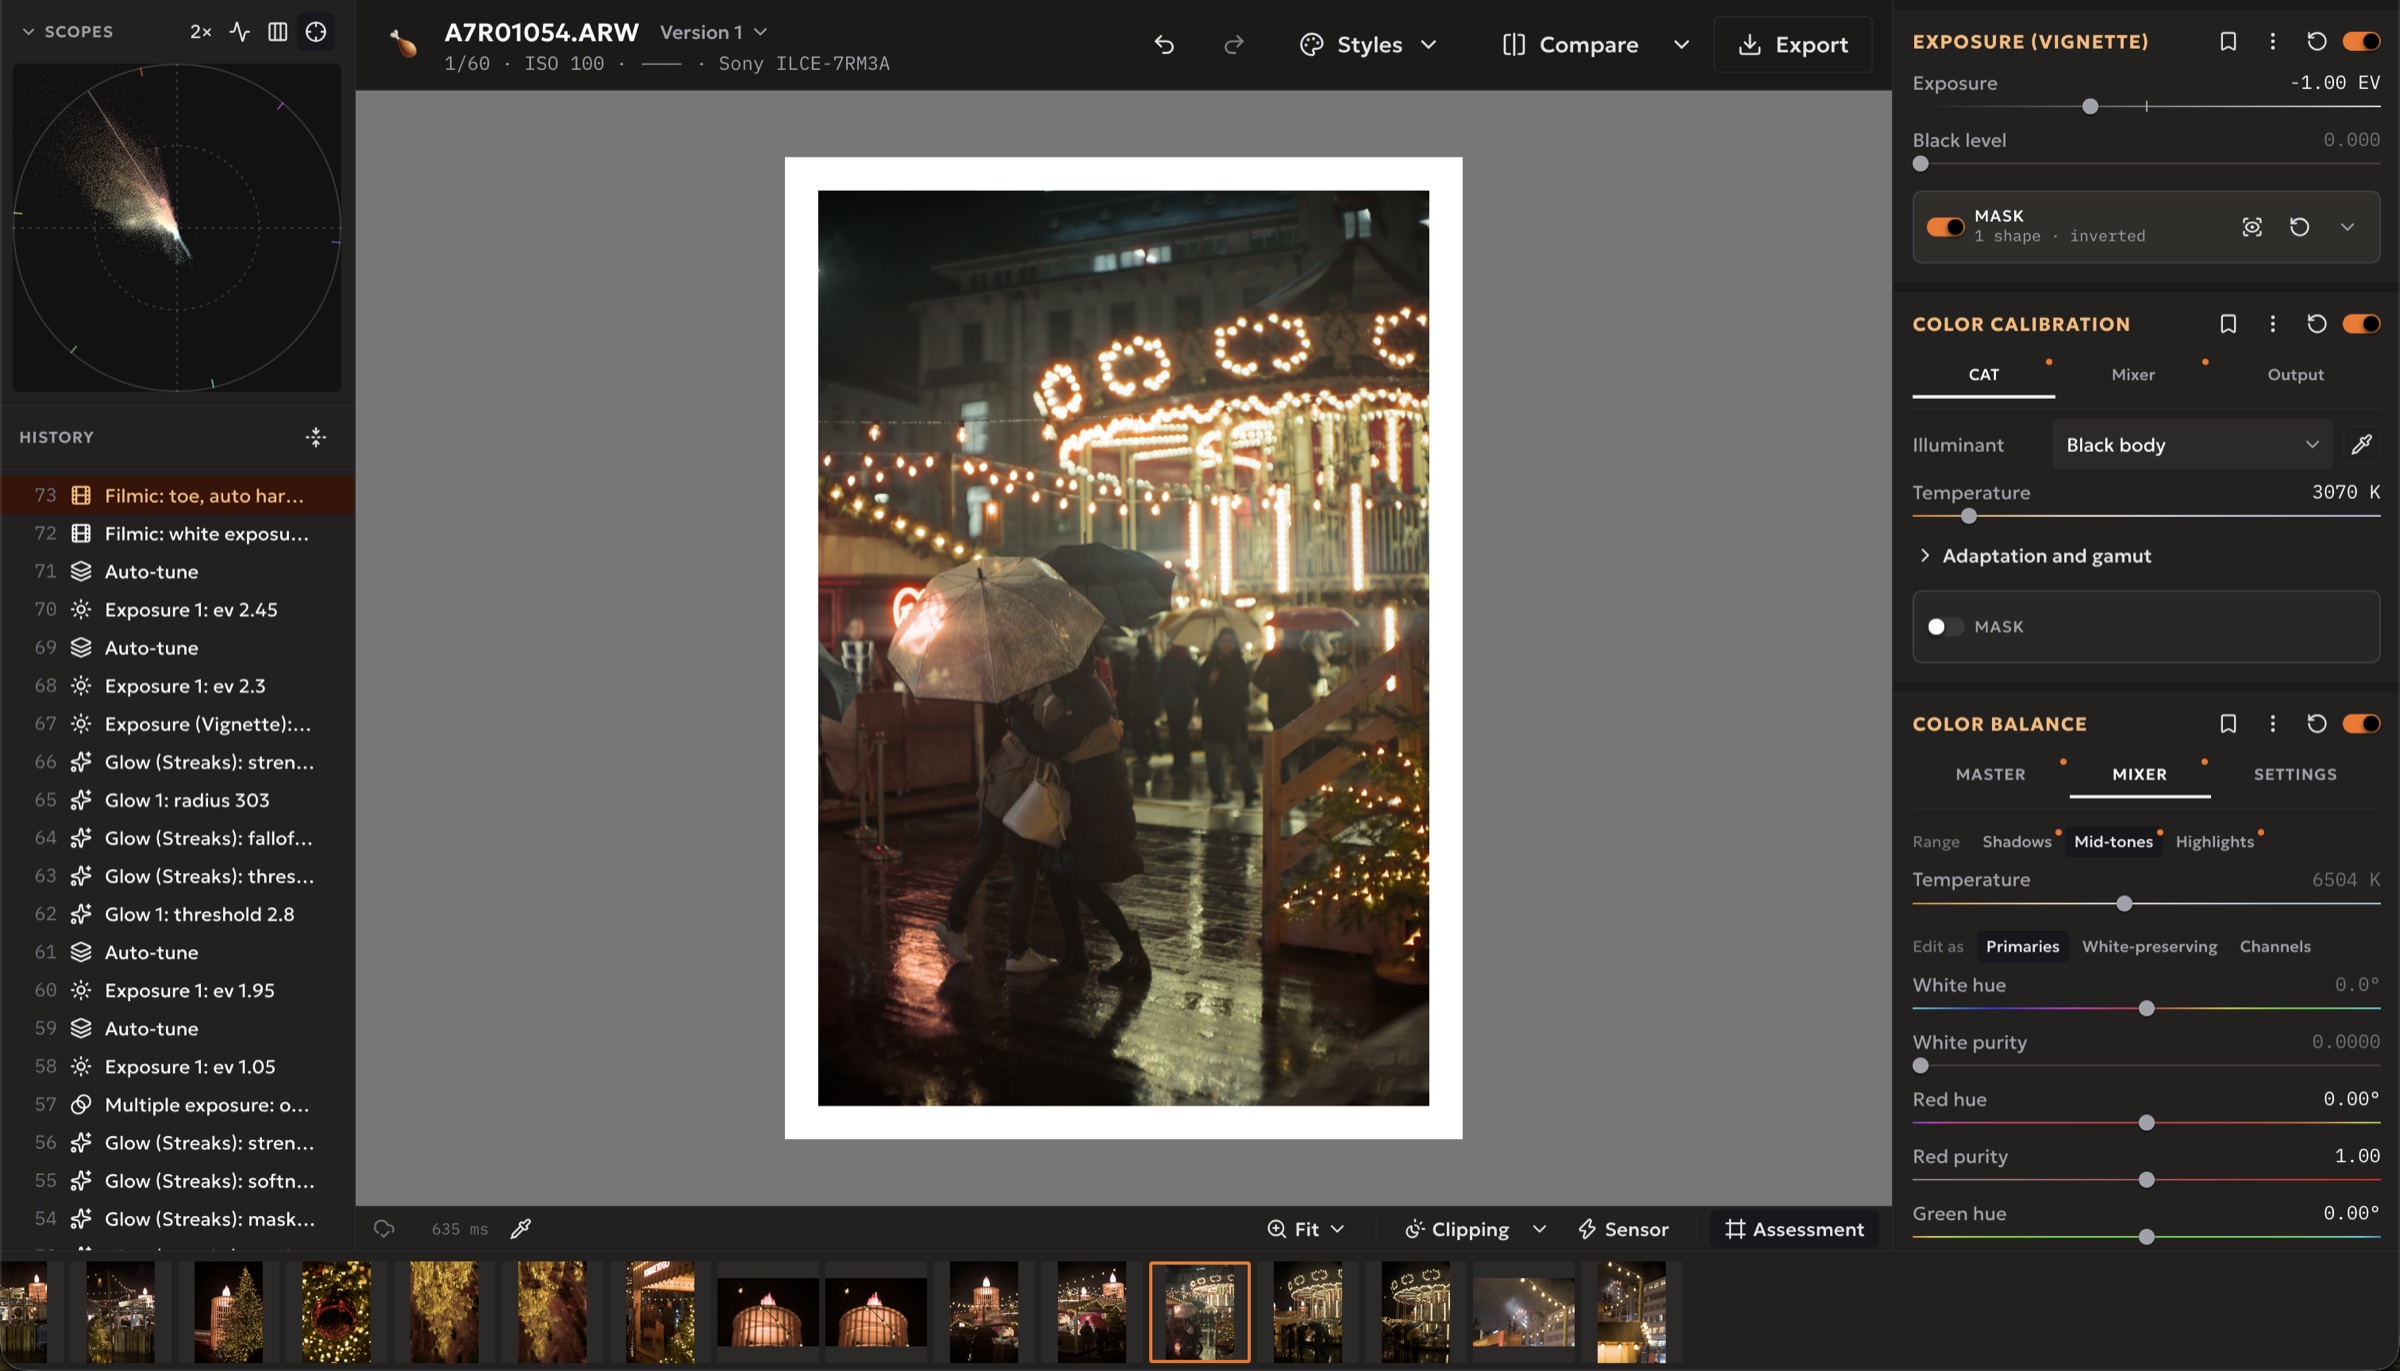 SCOPES
2×
HISTORY
73 Filmic: toe, auto har...
72 Filmic: white exposu...
71 Auto-tune
70 Exposure 1: ev 2.45
69 Auto-tune
68 Exposure 1: ev 2.3
67 Exposure (Vignette):...
66 Glow (Streaks): stren...
65 Glow 1: radius 303
64 Glow (Streaks): fallof...
63 Glow (Streaks): thres...
62 Glow 1: threshold 2.8
61 Auto-tune
60 Exposure 1: ev 1.95
59 Auto-tune
58 Exposure 1: ev 1.05
57 Multiple exposure: o...
56 Glow (Streaks): stren...
55 Glow (Streaks): softn...
54 Glow (Streaks): mask...
A7R01054.ARW Version 1
1/60 · ISO 100 · —— · Sony ILCE-7RM3A
Styles
Compare
Export
635 ms
Fit
Clipping
Sensor
Assessment
EXPOSURE (VIGNETTE)
Exposure -1.00 EV
Black level 0.000
MASK
1 shape · inverted
COLOR CALIBRATION
CAT Mixer Output
Illuminant Black body
Temperature 3070 K
Adaptation and gamut
MASK
COLOR BALANCE
MASTER MIXER SETTINGS
Range Shadows Mid-tones Highlights
Temperature 6504 K
Edit as Primaries White-preserving Channels
White hue 0.0°
White purity 0.0000
Red hue 0.00°
Red purity 1.00
Green hue 0.00°